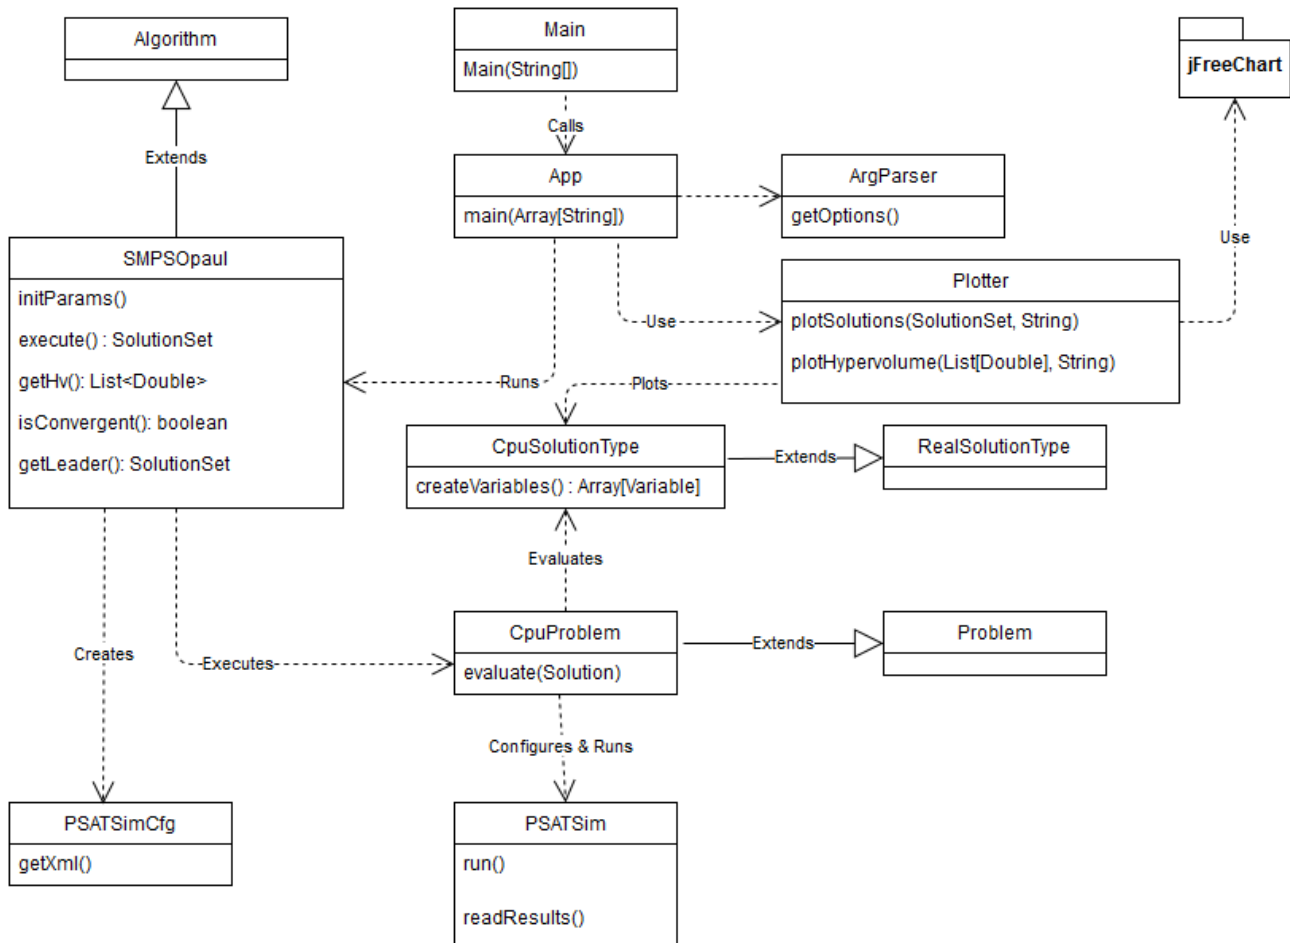 Algorithm
Main
Main(String[])
jFreeChart
Calls
Extends
App
main(Array[String])
ArgParser
getOptions()
Use
SMPSOpaul
initParams()
execute() : SolutionSet
getHv(): List<Double>
isConvergent(): boolean
getLeader(): SolutionSet
Plotter
plotSolutions(SolutionSet, String)
plotHypervolume(List[Double], String)
Use
Runs
Plots
CpuSolutionType
createVariables() : Array[Variable]
Extends
RealSolutionType
Evaluates
CpuProblem
evaluate(Solution)
Extends
Problem
Creates
Executes
Configures & Runs
PSATSimCfg
getXml()
PSATSim
run()
readResults()